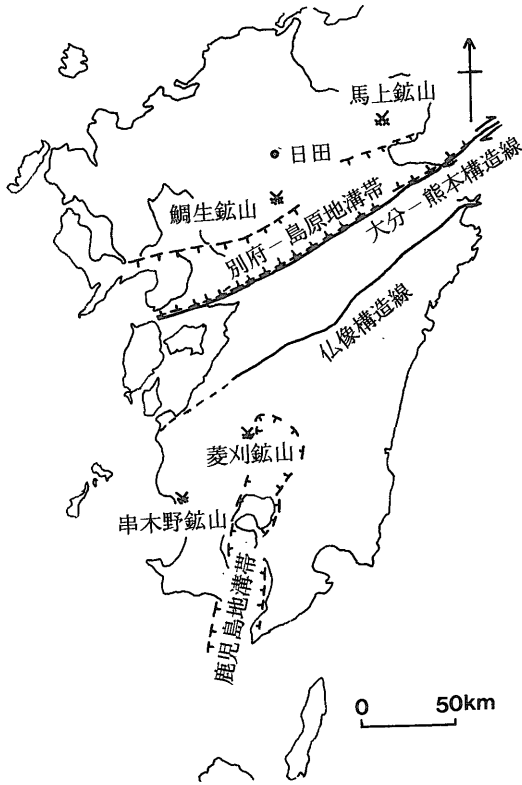 馬上鉱山
日田
鯛生鉱山
別府－島原地溝帯
大分－熊本構造線
仏像構造線
菱刈鉱山
串木野鉱山
鹿児島地溝帯
0 50km